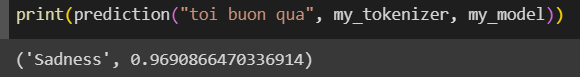 print(prediction("toi buon qua", my_tokenizer, my_model))
('Sadness', 0.9690866470336914)